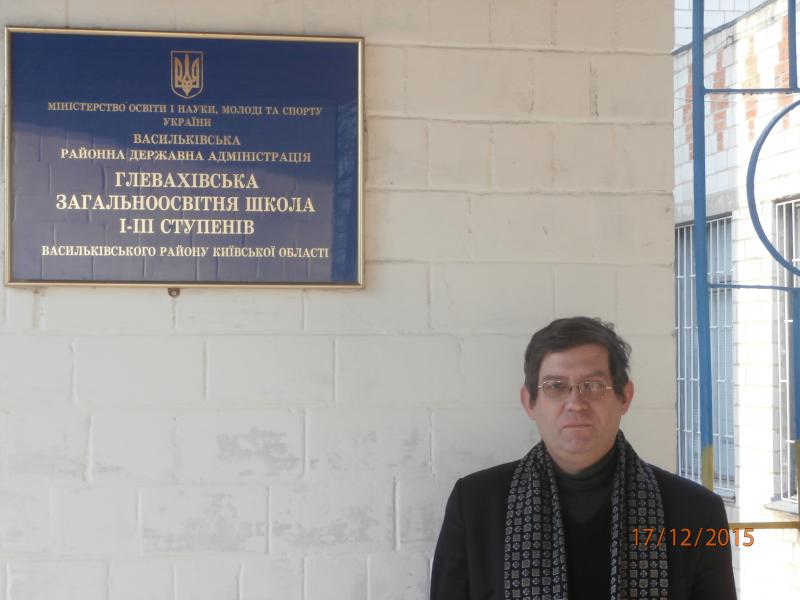 МІНІСТЕРСТВО ОСВІТИ І НАУКИ, МОЛОДІ ТА СПОРТУ
УКРАЇНИ
ВАСИЛЬКІВСЬКА
РАЙОННА ДЕРЖАВНА АДМІНІСТРАЦІЯ
ГЛЕВАХІВСЬКА
ЗАГАЛЬНООСВІТНЯ ШКОЛА
І-ІІІ СТУПЕНІВ
ВАСИЛЬКІВСЬКОГО РАЙОНУ КИЇВСЬКОЇ ОБЛАСТІ
17/12/2015